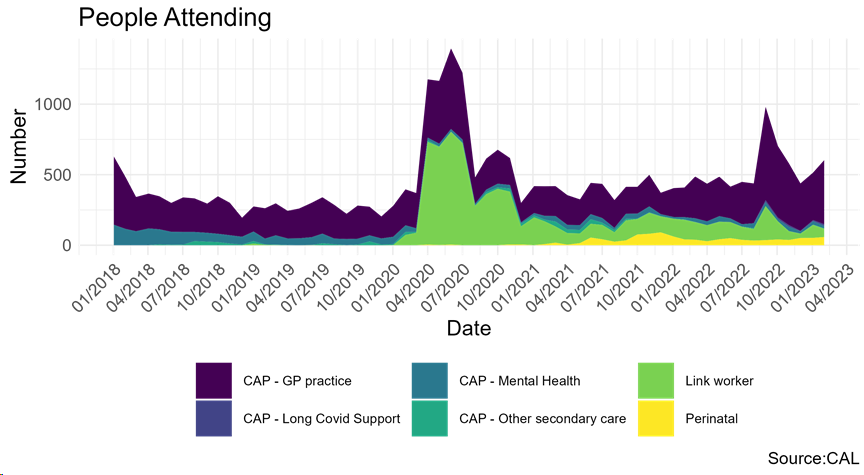 People Attending
Number
1000
500
0
01/2018
04/2018
07/2018
10/2018
01/2019
04/2019
07/2019
10/2019
01/2020
04/2020
07/2020
10/2020
01/2021
04/2021
07/2021
10/2021
01/2022
04/2022
07/2022
10/2022
01/2023
04/2023
Date
CAP - GP practice
CAP - Mental Health
Link worker
CAP - Long Covid Support
CAP - Other secondary care
Perinatal
Source:CAL